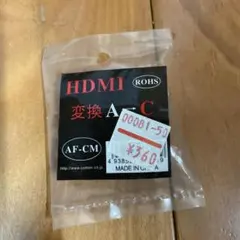 HDMI
ROHS
変換 A－C
00081-50
¥360
AF-CM
MADE IN